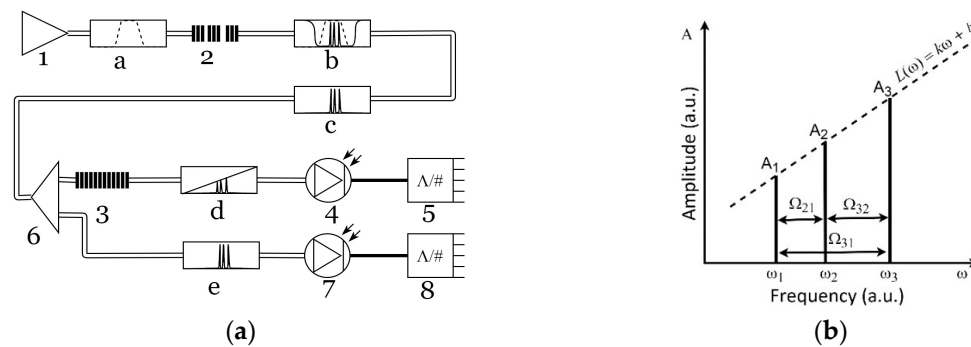 1
a
2
b
c
6
3
d
4
Λ/#
5
e
7
Λ/#
8
(a)
A
Amplitude (a.u.)
L(ω) = kω +
A₁
A₂
A₃
Ω₂₁
Ω₃₂
Ω₃₁
ω₁
ω₂
ω₃
ω
Frequency (a.u.)
(b)